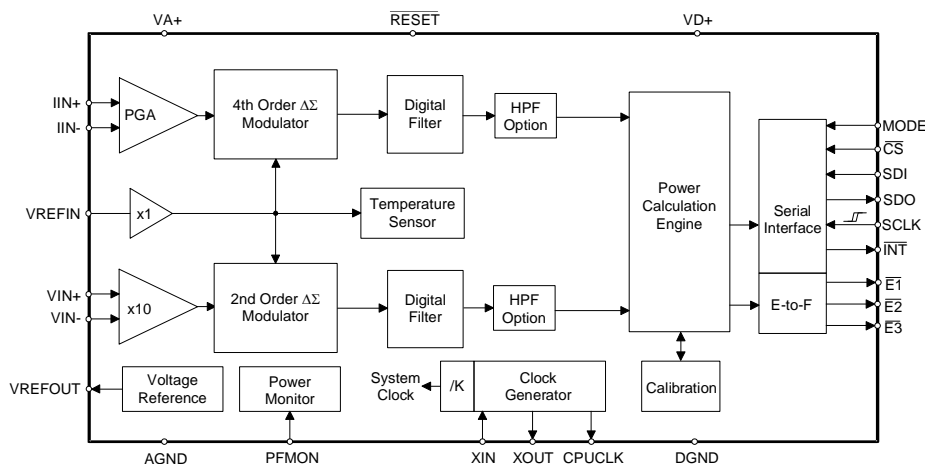 VA+
RESET
VD+
IIN+
IIN-
PGA
4th Order ΔΣ
Modulator
Digital
Filter
HPF
Option
VREFIN
x1
Temperature
Sensor
Power
Calculation
Engine
Serial
Interface
MODE
CS
SDI
SDO
SCLK
INT
VIN+
VIN-
x10
2nd Order ΔΣ
Modulator
Digital
Filter
HPF
Option
E-to-F
E1
E2
E3
VREFOUT
Voltage
Reference
Power
Monitor
System
Clock
/K
Clock
Generator
Calibration
AGND
PFMON
XIN
XOUT
CPUCLK
DGND